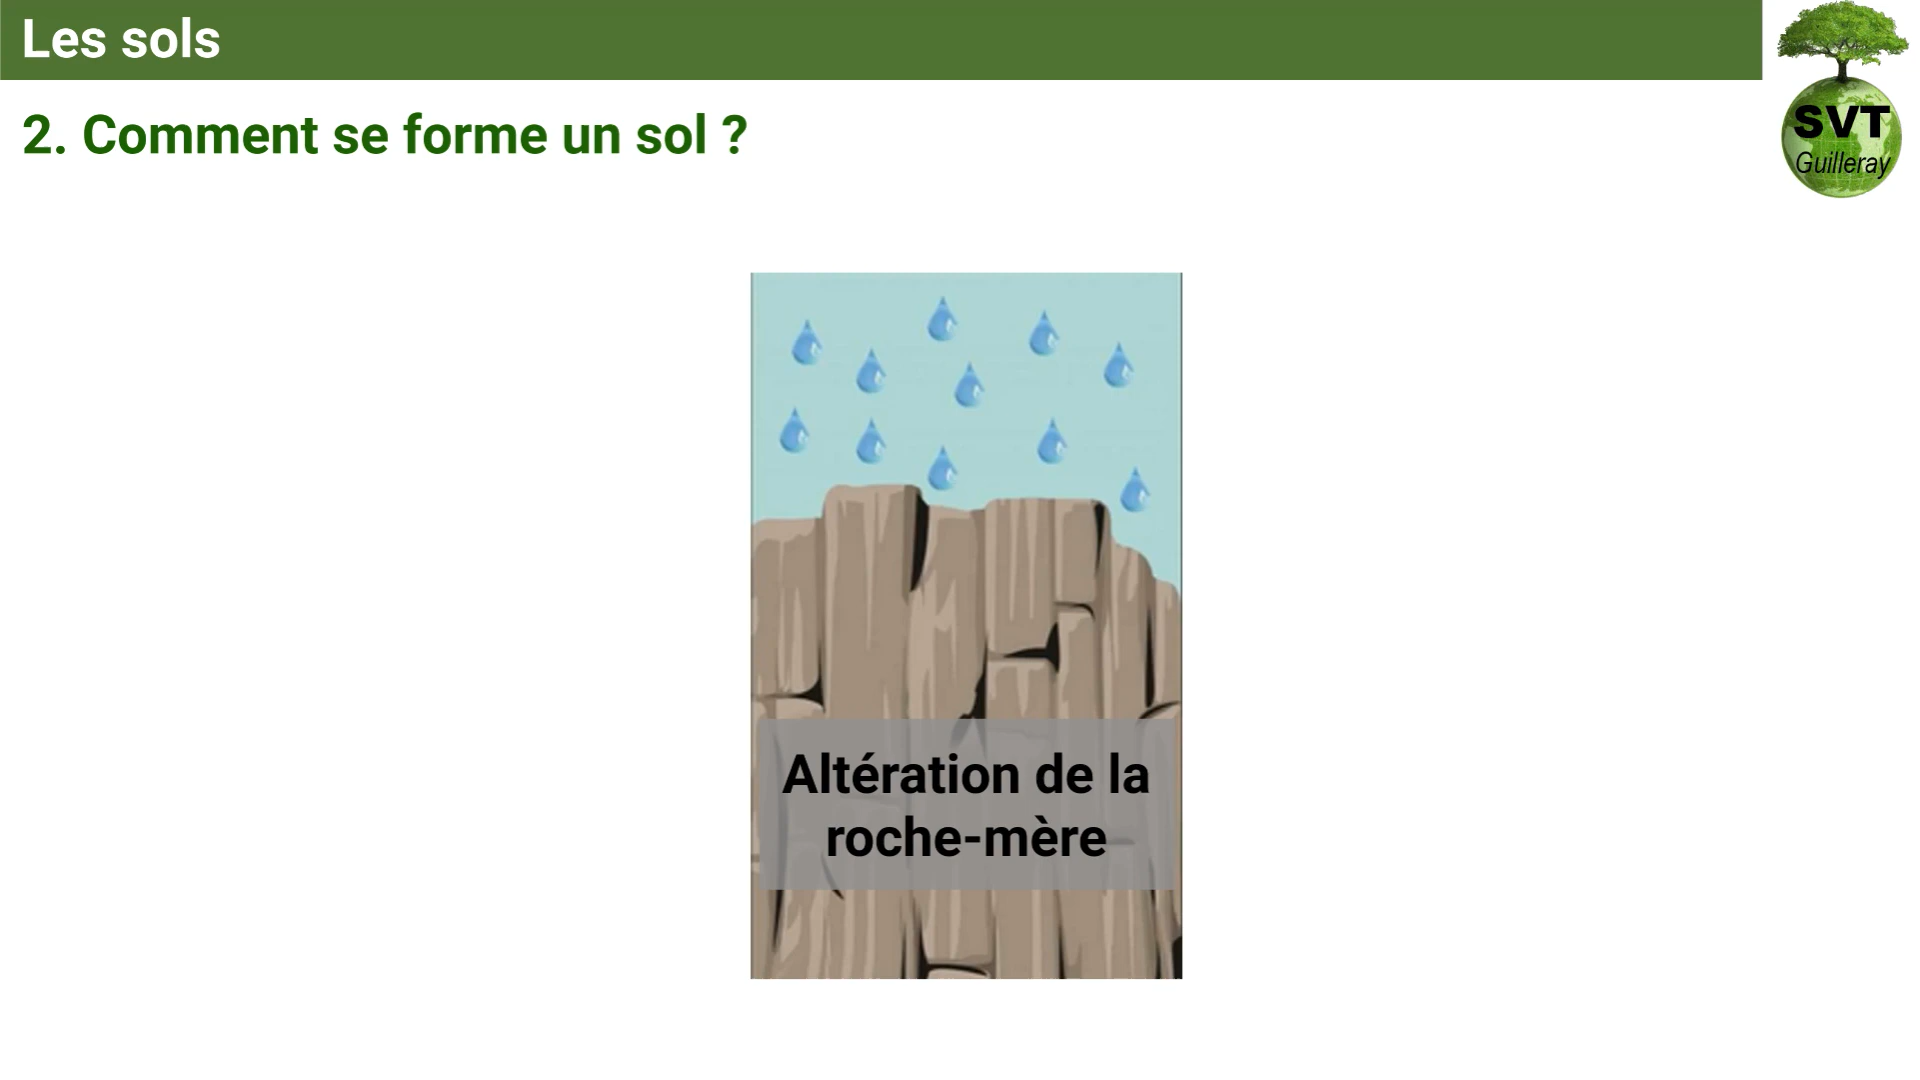 Les sols
SVT
Guilleray
2. Comment se forme un sol ?
Altération de la
roche-mère